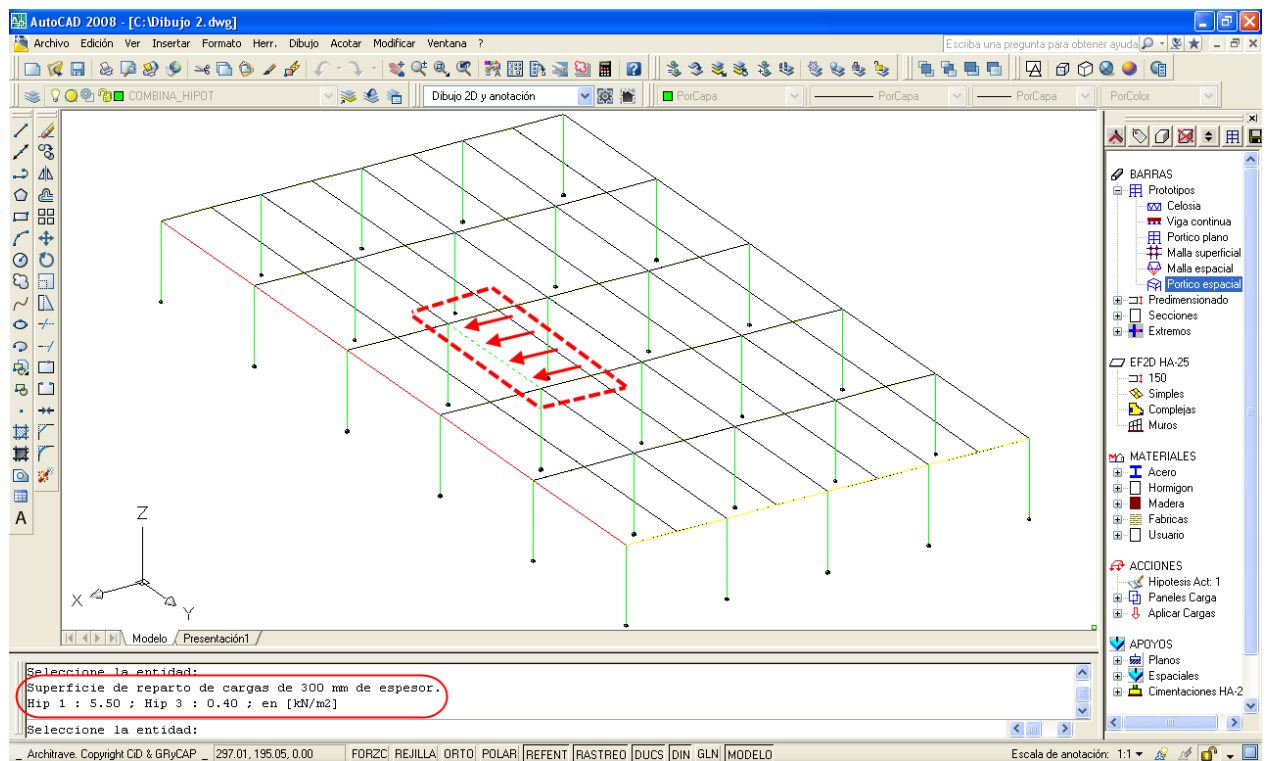 AutoCAD 2008 - [C:\Dibujo 2.dwg]
Archivo Edición Ver Insertar Formato Herr. Dibujo Acotar Modificar Ventana ?
Escriba una pregunta para obtener ayuda
COMBINA_HIPOT
Dibujo 2D y anotación
PorCapa
PorCapa
PorCapa
PorColor
BARRAS
Prototipos
Celosia
Viga continua
Portico plano
Malla superficial
Malla espacial
Portico espacial
Predimensionado
Secciones
Extremos
EF2D HA-25
150
Simples
Complejas
Muros
MATERIALES
Acero
Hormigon
Madera
Fabricas
Usuario
ACCIONES
Hipotesis Act: 1
Paneles Carga
Aplicar Cargas
APOYOS
Planos
Espaciales
Cimentaciones HA-2
A
Z
X
Y
Modelo
Presentación1
Seleccione la entidad:
Superficie de reparto de cargas de 300 mm de espesor.
Hip 1 : 5.50 ; Hip 3 : 0.40 ; en [kN/m2]
Seleccione la entidad:
_ Architrave. Copyright CiD & GRyCAP _ 297.01, 195.05, 0.00 FORZC REJILLA ORTO POLAR REFENT RASTREO DUCS DIN GLN MODELO Escala de anotación: 1:1